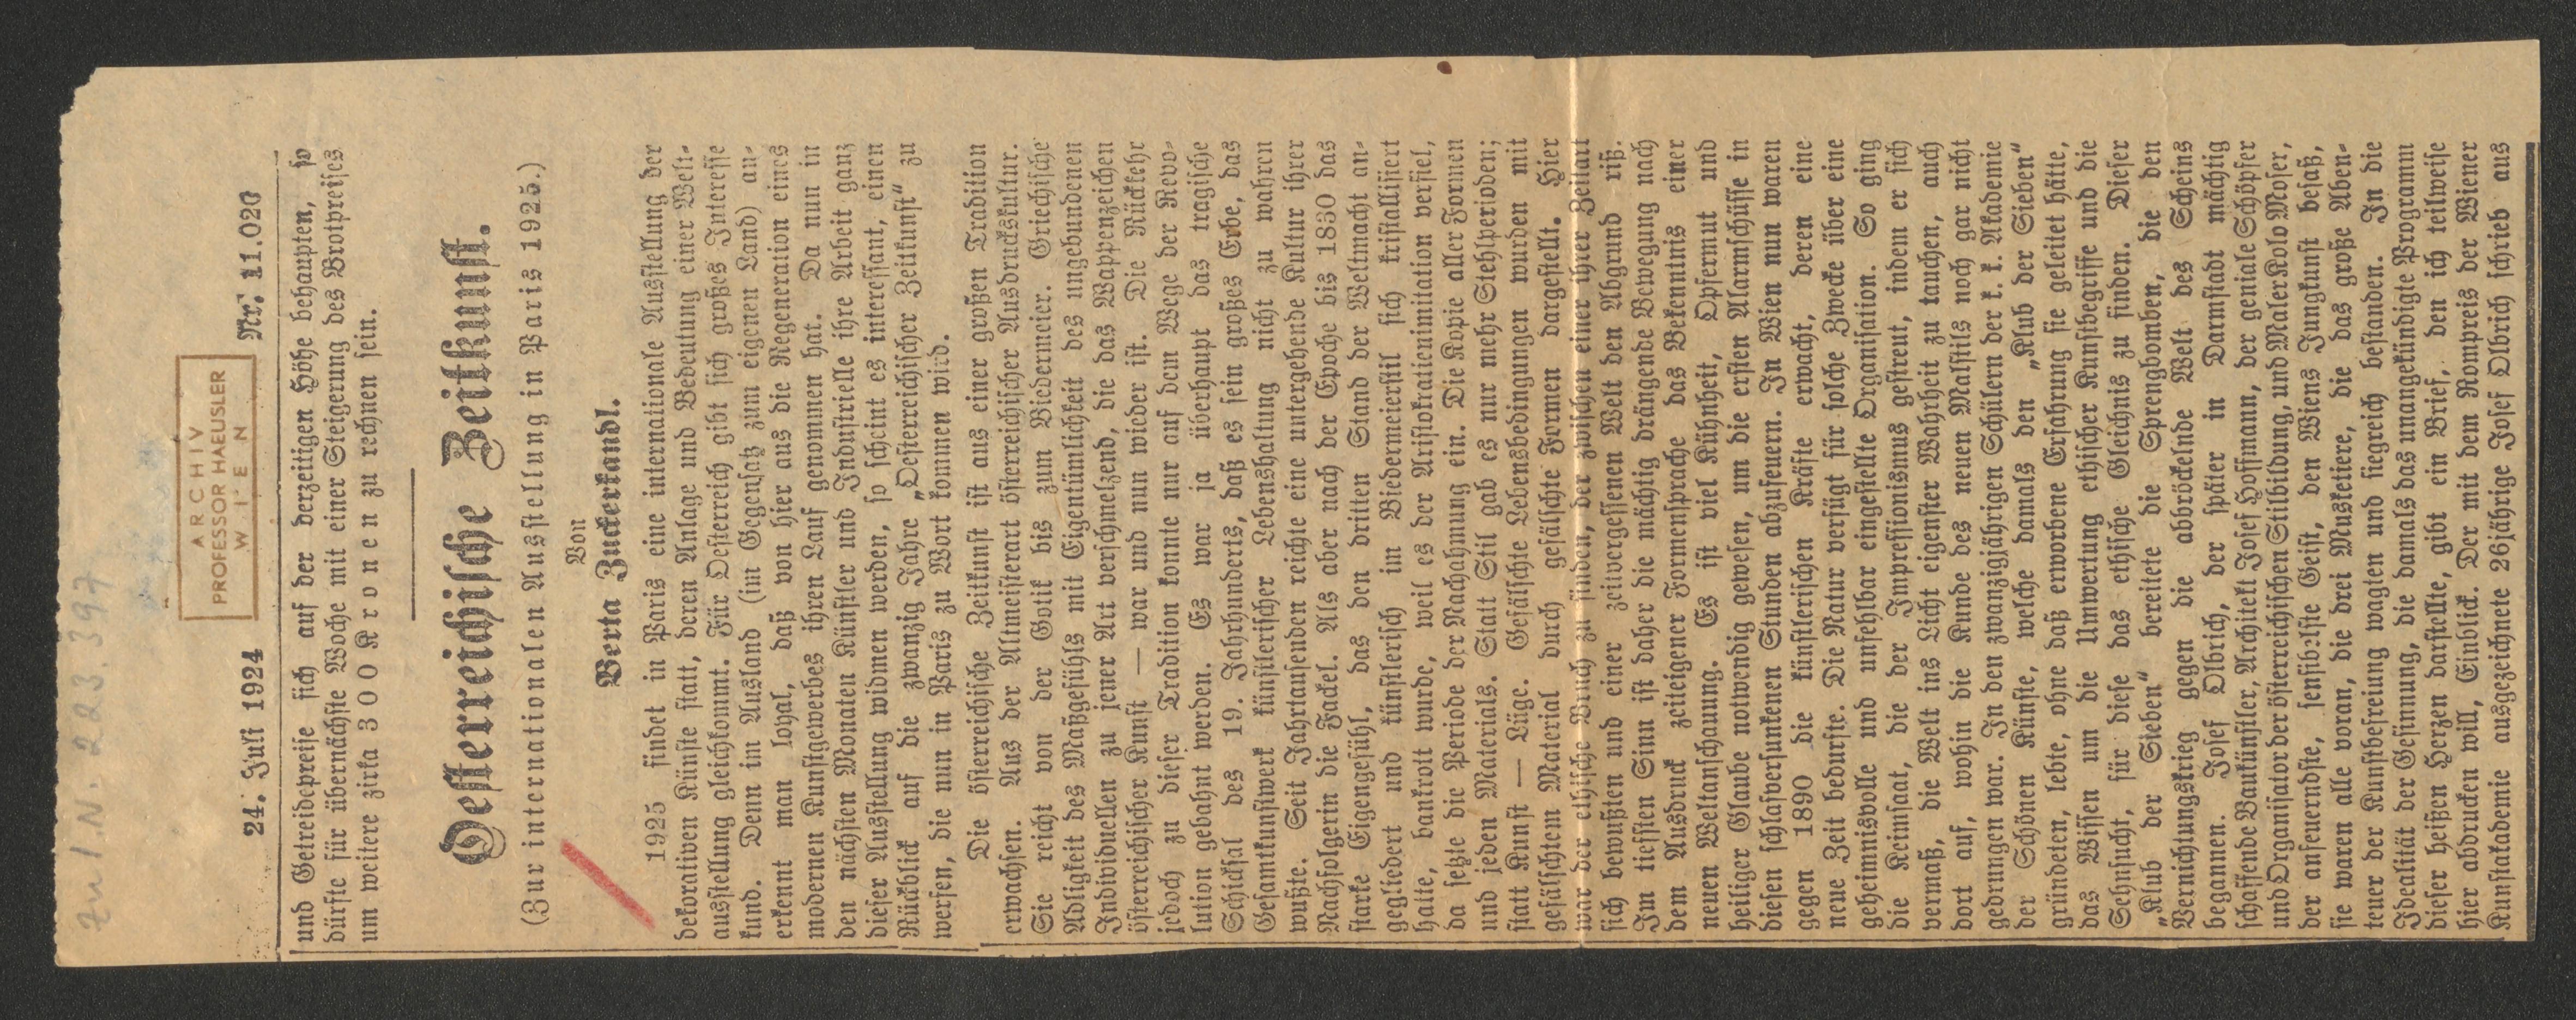 Zu I.N. 223.397
ARCHIV
PROFESSOR HAEUSLER
WIEN
24. Juli 1924 Nr. 11.020
und Getreidepreise sich auf der derzeitigen Höhe behaupten, so
dürfte für übernächste Woche mit einer Steigerung des Brotpreises
um weitere zirka 300 Kronen zu rechnen sein.
Oesterreichische Zeitkunst.
(Zur internationalen Ausstellung in Paris 1925.)
Von
Berta Zuckerkandl.
1925 findet in Paris eine internationale Ausstellung der
dekorativen Künste statt, deren Anlage und Bedeutung einer Welt-
ausstellung gleichkommt. Für Oesterreich gibt sich großes Interesse
kund. Denn im Ausland (im Gegensatz zum eigenen Land) an-
erkennt man loyal, daß von hier aus die Regeneration eines
modernen Kunstgewerbes ihren Lauf genommen hat. Da nun in
den nächsten Monaten Künstler und Industrielle ihre Arbeit ganz
dieser Ausstellung widmen werden, so scheint es interessant, einen
Rückblick auf die zwanzig Jahre „Oesterreichischer Zeitkunst" zu
werfen, die nun in Paris zu Wort kommen wird.
Die österreichische Zeitkunst ist aus einer großen Tradition
erwachsen. Aus der Altmeisterart österreichischer Ausdruckskultur.
Sie reicht von der Gotik bis zum Biedermeier. Griechische
Adligkeit des Maßgefühls mit Eigentümlichkeit des ungebundenen
Individuellen zu jener Art verschmelzend, die das Wappenzeichen
österreichischer Kunst — war und nun wieder ist. Die Rückkehr
jedoch zu dieser Tradition konnte nur auf dem Wege der Revo-
lution gebahnt werden. Es war ja überhaupt das tragische
Schicksal des 19. Jahrhunderts, daß es sein großes Erbe, das
Gesamtkunstwerk künstlerischer Lebenshaltung nicht zu wahren
wußte. Seit Jahrtausenden reichte eine untergehende Kultur ihrer
Nachfolgerin die Fackel. Als aber nach der Epoche bis 1830 das
starke Eigengefühl, das den dritten Stand der Weltmacht an-
gegliedert und künstlerisch im Biedermeierstil sich kristallisiert
hatte, bankrott wurde, weil es der Aristokratenimitation verfiel,
da setzte die Periode der Nachahmung ein. Die Kopie aller Formen
und jeden Materials. Statt Stil gab es nur mehr Stehlperioden;
statt Kunst — Lüge. Gefälschte Lebensbedingungen wurden mit
gefälschtem Material durch gefälschte Formen dargestellt. Hier
war der ethische Bruch zu finden, der zwischen einer ihrer Zeitart
sich bewußten und einer zeitvergessenen Welt den Abgrund riß.
Im tiefsten Sinn ist daher die mächtig drängende Bewegung nach
dem Ausdruck zeiteigener Formensprache das Bekenntnis einer
neuen Weltanschauung. Es ist viel Kühnheit, Opfermut und
heiliger Glaube notwendig gewesen, um die ersten Alarmschüsse in
diesen schlafversunkenen Stunden abzufeuern. In Wien nun waren
gegen 1890 die künstlerischen Kräfte erwacht, deren eine
neue Zeit bedurfte. Die Natur verfügt für solche Zwecke über eine
geheimnisvolle und unfehlbar eingestellte Organisation. So ging
die Keimsaat, die der Impressionismus gestreut, indem er sich
vermaß, die Welt ins Licht eigenster Wahrheit zu tauchen, auch
dort auf, wohin die Kunde des neuen Malstils noch gar nicht
gedrungen war. In den zwanzigjährigen Schülern der k. k. Akademie
der Schönen Künste, welche damals den „Klub der Sieben"
gründeten, lebte, ohne daß erworbene Erfahrung sie geleitet hätte,
das Wissen um die Umwertung ethischer Kunstbegriffe und die
Sehnsucht, für diese das ethische Gleichnis zu finden. Dieser
„Klub der Sieben" bereitete die Sprengbomben, die den
Vernichtungskrieg gegen die abbröckelnde Welt des Scheins
begannen. Josef Olbrich, der später in Darmstadt mächtig
schaffende Baukünstler, Architekt Josef Hoffmann, der geniale Schöpfer
und Organisator der österreichischen Stilbildung, und Maler Kolo Moser,
der anfeuerndste, sensibelste Geist, den Wiens Jungkunst besaß,
sie waren alle voran, die drei Musketiere, die das große Aben-
teuer der Kunstbefreiung wagten und siegreich bestanden. In die
Idealität der Gesinnung, die damals das unangekündigte Programm
dieser heißen Herzen darstellte, gibt ein Brief, den ich teilweise
hier abdrucken will, Einblick. Der mit dem Rompreis der Wiener
Kunstakademie ausgezeichnete 26jährige Josef Olbrich schrieb aus